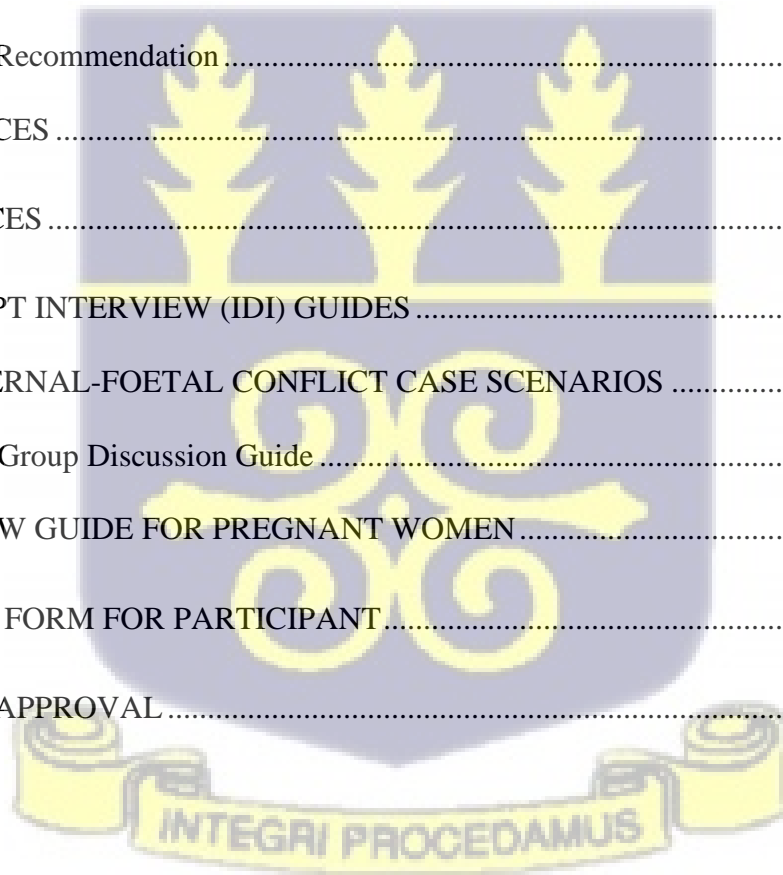 Recommendation ....................................................................
CES .........................................................................................
CES ..........................................................................................
PT INTERVIEW (IDI) GUIDES .............................................
ERNAL-FOETAL CONFLICT CASE SCENARIOS ..............
Group Discussion Guide .......................................................
W GUIDE FOR PREGNANT WOMEN ................................
FORM FOR PARTICIPANT .................................................
APPROVAL ............................................................................
INTEGRI PROCEDAMUS